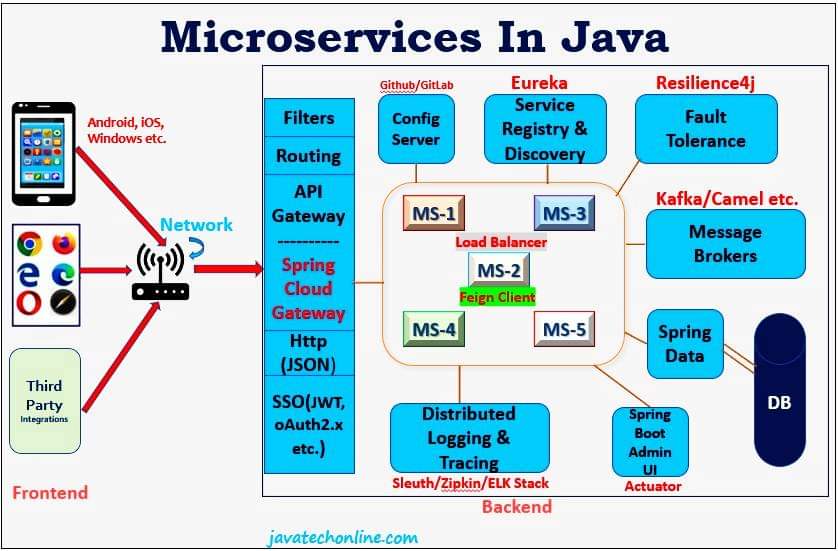 Microservices In Java
Android, iOS,
Windows etc.
Network
Third
Party
Integrations
Frontend
Filters
Routing
API
Gateway
----------
Spring
Cloud
Gateway
Http
(JSON)
SSO(JWT,
oAuth2.x
etc.)
Github/GitLab
Config
Server
Eureka
Service
Registry &
Discovery
Resilience4j
Fault
Tolerance
Kafka/Camel etc.
Message
Brokers
MS-1
MS-3
Load Balancer
MS-2
Feign Client
MS-4
MS-5
Spring
Data
DB
Distributed
Logging &
Tracing
Sleuth/Zipkin/ELK Stack
Spring
Boot
Admin
UI
Actuator
Backend
javatechonline.com